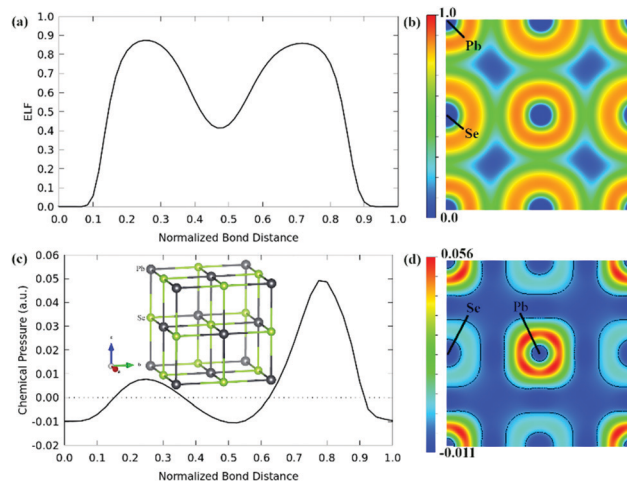 (a)
1.0
0.9
0.8
0.7
0.6
0.5
0.4
0.3
0.2
0.1
0.0
ELF
0.0 0.1 0.2 0.3 0.4 0.5 0.6 0.7 0.8 0.9 1.0
Normalized Bond Distance
1.0
(b)
Pb
Se
0.0
(c)
0.06
0.05
0.04
0.03
0.02
0.01
0.00
-0.01
-0.02
Chemical Pressure (a.u.)
Pb
Se
0.0 0.1 0.2 0.3 0.4 0.5 0.6 0.7 0.8 0.9 1.0
Normalized Bond Distance
0.056
(d)
Se
Pb
-0.011